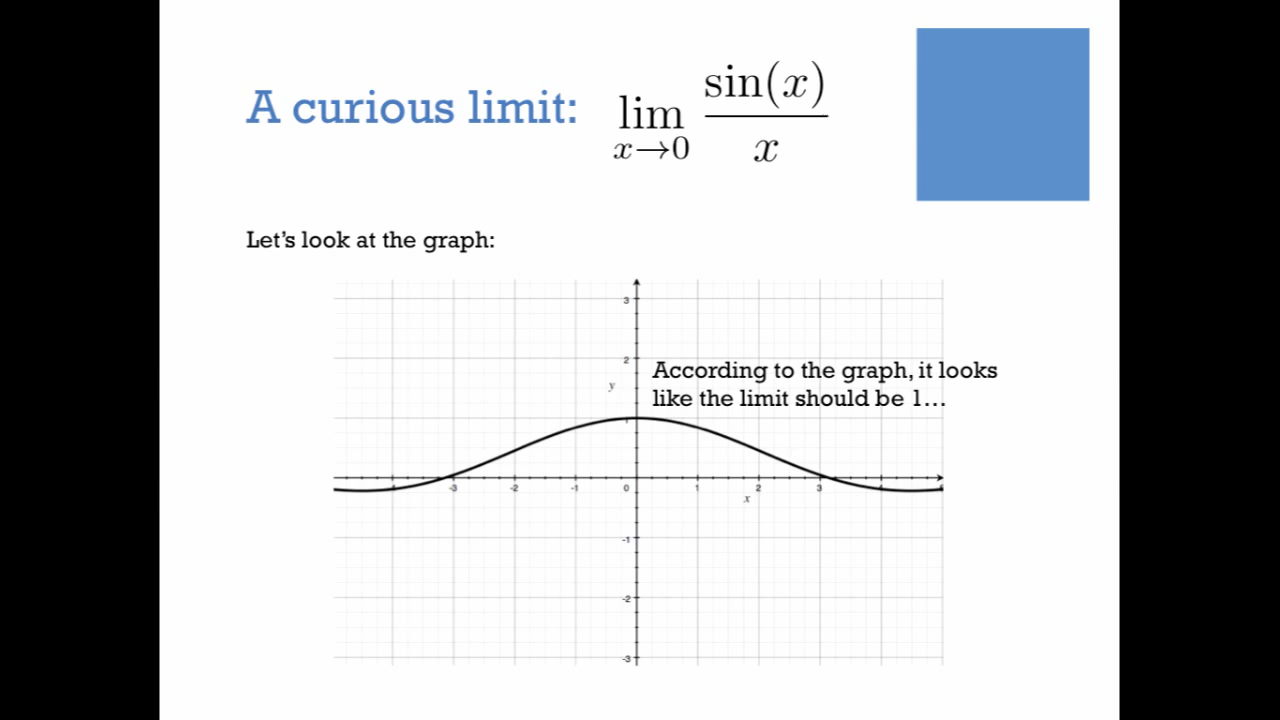 A curious limit: lim x→0 sin(x)/x
Let's look at the graph:
3
2
According to the graph, it looks
y
like the limit should be 1...
1
-3 -2 -1 0 1 2 3
x
-1
-2
-3